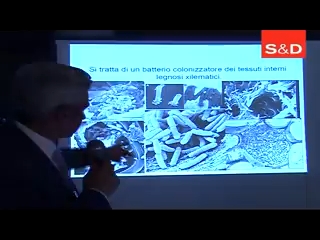 S&D
Si tratta di un batterio colonizzatore dei tessuti interni
legnosi xilematici